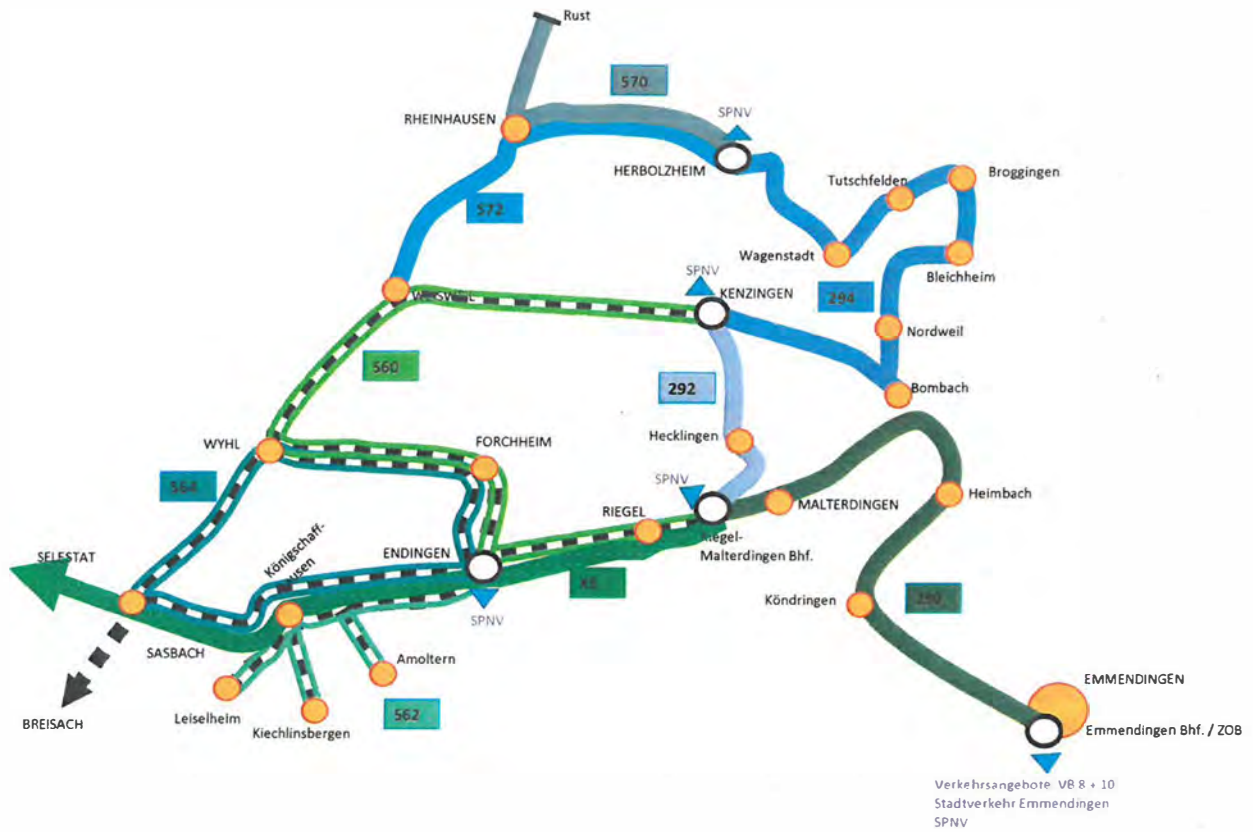 Rust
570
SPNV
RHEINHAUSEN
HERBOLZHEIM
Tutschfelden
Broggingen
572
Wagenstadt
Bleichheim
SPNV
KENZINGEN
294
Nordweil
560
292
Bombach
Hecklingen
WYHL
FORCHHEIM
SPNV
564
RIEGEL
MALTERDINGEN
Heimbach
Königschaff-
ENDINGEN
Malterdingen Bhf.
SELESTAT
Köndringen
SPNV
SASBACH
Amoltern
EMMENDINGEN
Leiselheim
562
BREISACH
Kiechlinsbergen
Emmendingen Bhf. / ZOB
Verkehrsangebote VB 8 + 10
Stadtverkehr Emmendingen
SPNV